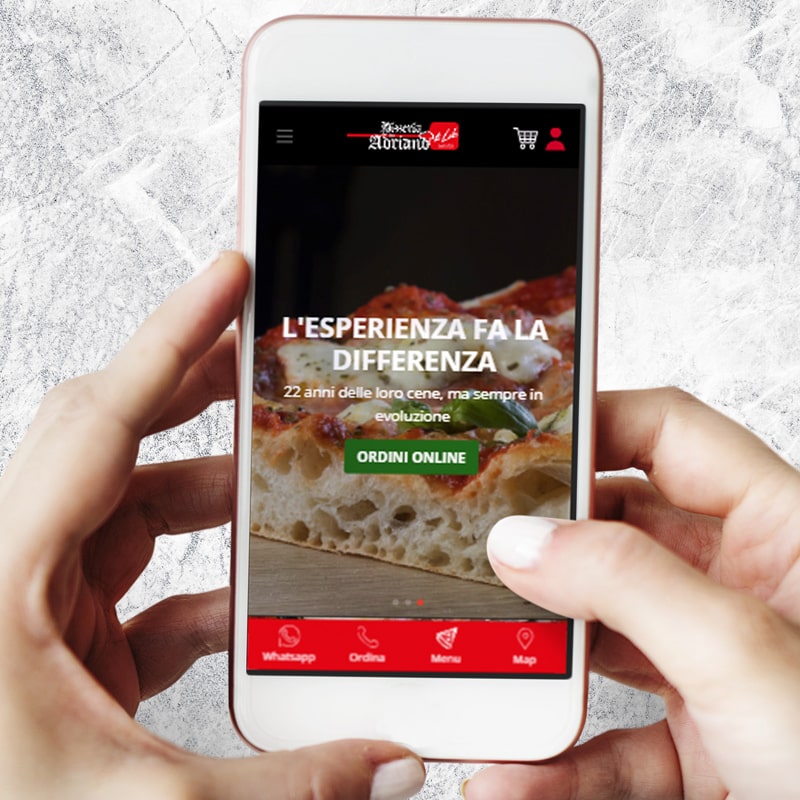 Pizzeria
Adriano
L'ESPERIENZA FA LA
DIFFERENZA
22 anni delle loro cene, ma sempre in
evoluzione
ORDINI ONLINE
Whatsapp Ordina Menu Map